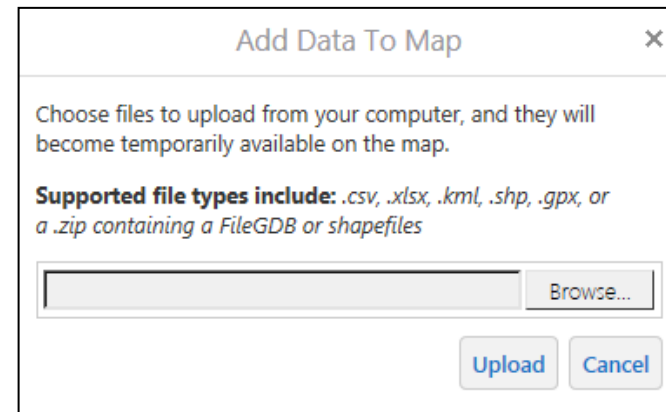 Add Data To Map ×
Choose files to upload from your computer, and they will
become temporarily available on the map.
Supported file types include: .csv, .xlsx, .kml, .shp, .gpx, or
a .zip containing a FileGDB or shapefiles
Browse...
Upload Cancel